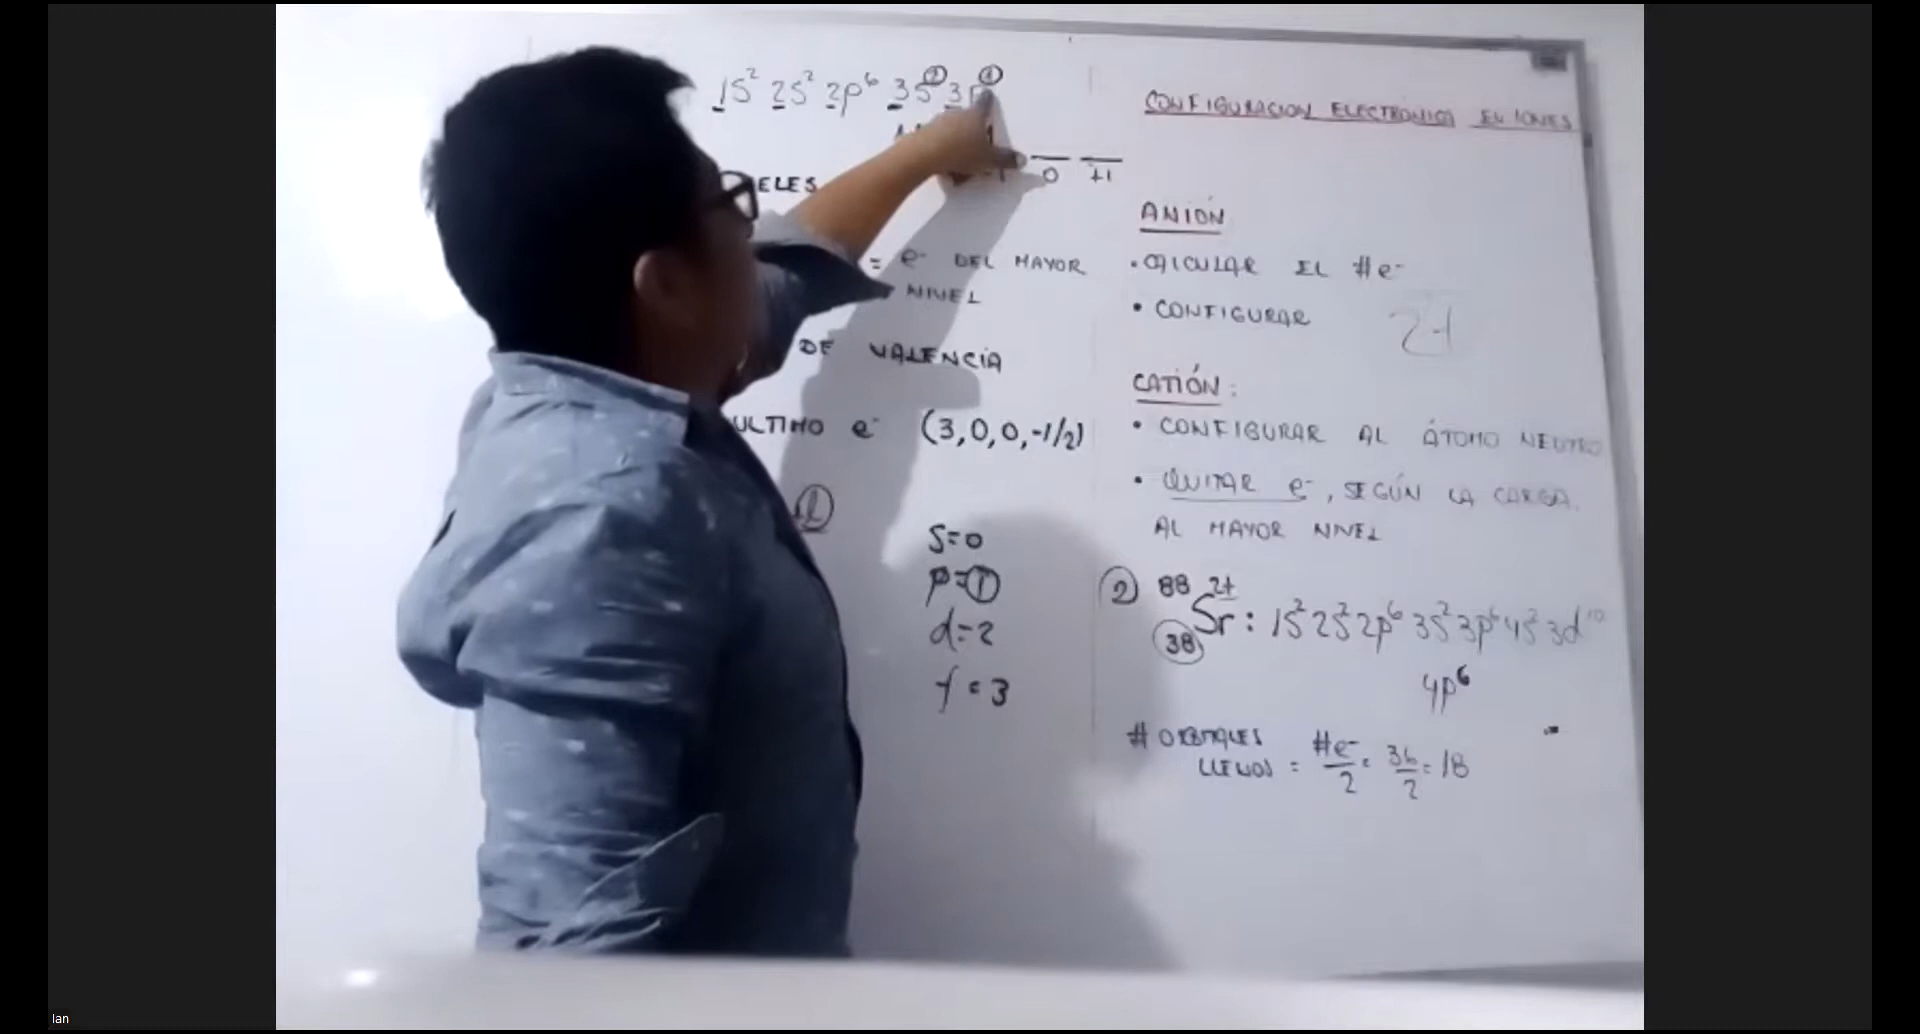 1S² 2S² 2p⁶ 3S② 3p①
-1 0 +1
ELES
= e⁻ DEL MAYOR
NIVEL
DE VALENCIA
ULTIMO e⁻ (3,0,0,-1/2)
S=0
p=①
d=2
f=3
CONFIGURACION ELECTRÓNICA EN IONES
ANIÓN
• CALCULAR EL #e⁻
• CONFIGURAR 2+
CATIÓN:
• CONFIGURAR AL ÁTOMO NEUTRO
• QUITAR e⁻, SEGÚN LA CARGA,
AL MAYOR NIVEL
② 88 2+
38 Sr: 1S² 2S² 2p⁶ 3S² 3p⁶ 4S² 3d¹⁰
4p⁶
# ORBITALES
LLENOS = #e⁻/2 = 36/2 = 18
Ian